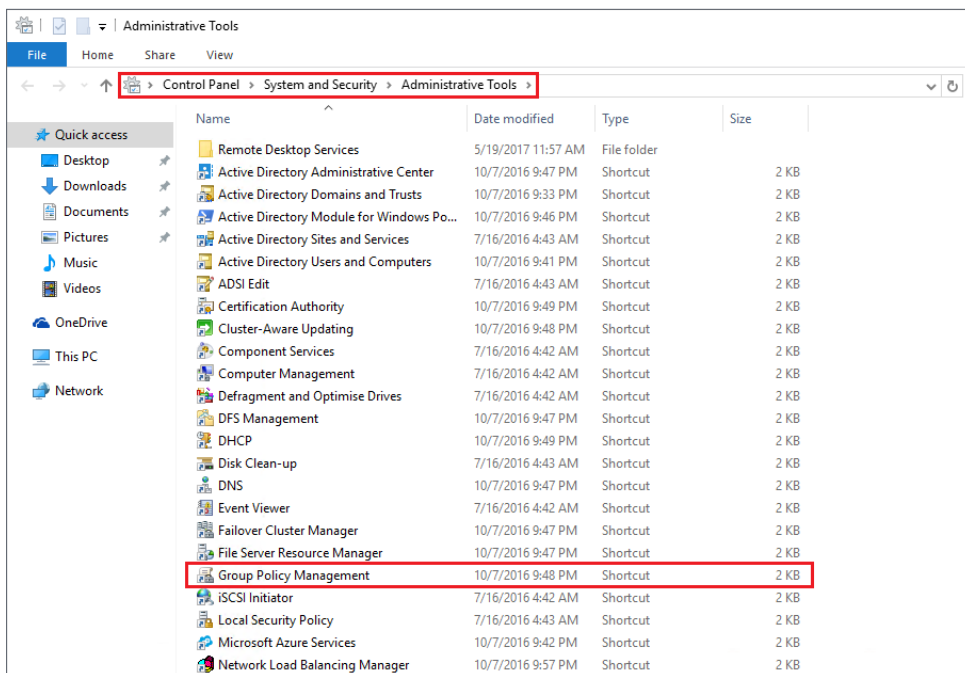 Administrative Tools
File Home Share View
Control Panel > System and Security > Administrative Tools >
Name Date modified Type Size
Quick access
Desktop
Downloads
Documents
Pictures
Music
Videos
OneDrive
This PC
Network
Remote Desktop Services 5/19/2017 11:57 AM File folder
Active Directory Administrative Center 10/7/2016 9:47 PM Shortcut 2 KB
Active Directory Domains and Trusts 10/7/2016 9:33 PM Shortcut 2 KB
Active Directory Module for Windows Po... 10/7/2016 9:46 PM Shortcut 2 KB
Active Directory Sites and Services 7/16/2016 4:43 AM Shortcut 2 KB
Active Directory Users and Computers 10/7/2016 9:41 PM Shortcut 2 KB
ADSI Edit 7/16/2016 4:43 AM Shortcut 2 KB
Certification Authority 10/7/2016 9:49 PM Shortcut 2 KB
Cluster-Aware Updating 10/7/2016 9:48 PM Shortcut 2 KB
Component Services 7/16/2016 4:42 AM Shortcut 2 KB
Computer Management 7/16/2016 4:42 AM Shortcut 2 KB
Defragment and Optimise Drives 7/16/2016 4:42 AM Shortcut 2 KB
DFS Management 10/7/2016 9:47 PM Shortcut 2 KB
DHCP 10/7/2016 9:49 PM Shortcut 2 KB
Disk Clean-up 7/16/2016 4:43 AM Shortcut 2 KB
DNS 10/7/2016 9:47 PM Shortcut 2 KB
Event Viewer 7/16/2016 4:42 AM Shortcut 2 KB
Failover Cluster Manager 10/7/2016 9:47 PM Shortcut 2 KB
File Server Resource Manager 10/7/2016 9:47 PM Shortcut 2 KB
Group Policy Management 10/7/2016 9:48 PM Shortcut 2 KB
iSCSI Initiator 7/16/2016 4:42 AM Shortcut 2 KB
Local Security Policy 7/16/2016 4:43 AM Shortcut 2 KB
Microsoft Azure Services 10/7/2016 9:42 PM Shortcut 2 KB
Network Load Balancing Manager 10/7/2016 9:57 PM Shortcut 2 KB